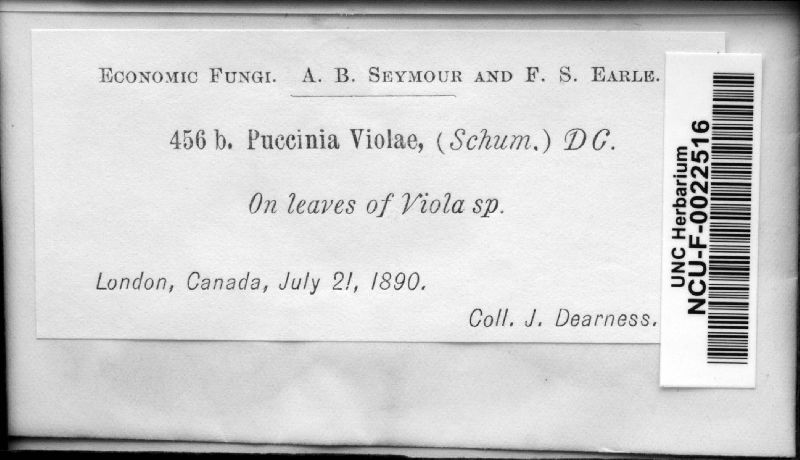 Economic Fungi. A. B. Seymour and F. S. Earle.
456 b. Puccinia Violae, (Schum.) DC.
On leaves of Viola sp.
London, Canada, July 21, 1890.
Coll. J. Dearness.
UNC Herbarium
NCU-F-0022516